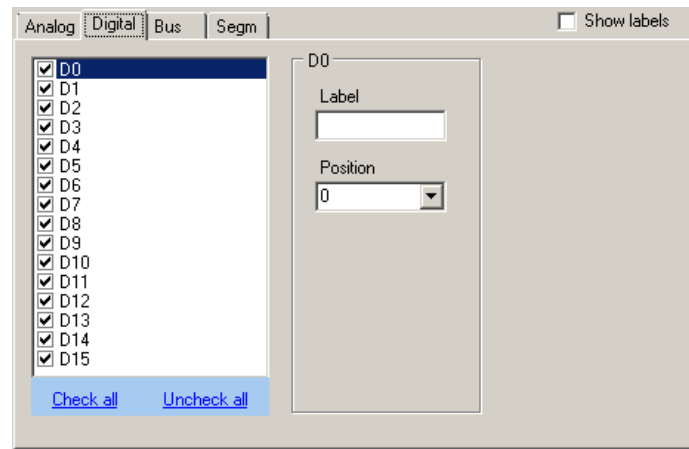 Analog Digital Bus Segm Show labels
D0
D1
D2
D3
D4
D5
D6
D7
D8
D9
D10
D11
D12
D13
D14
D15
Check all Uncheck all
D0
Label
Position
0